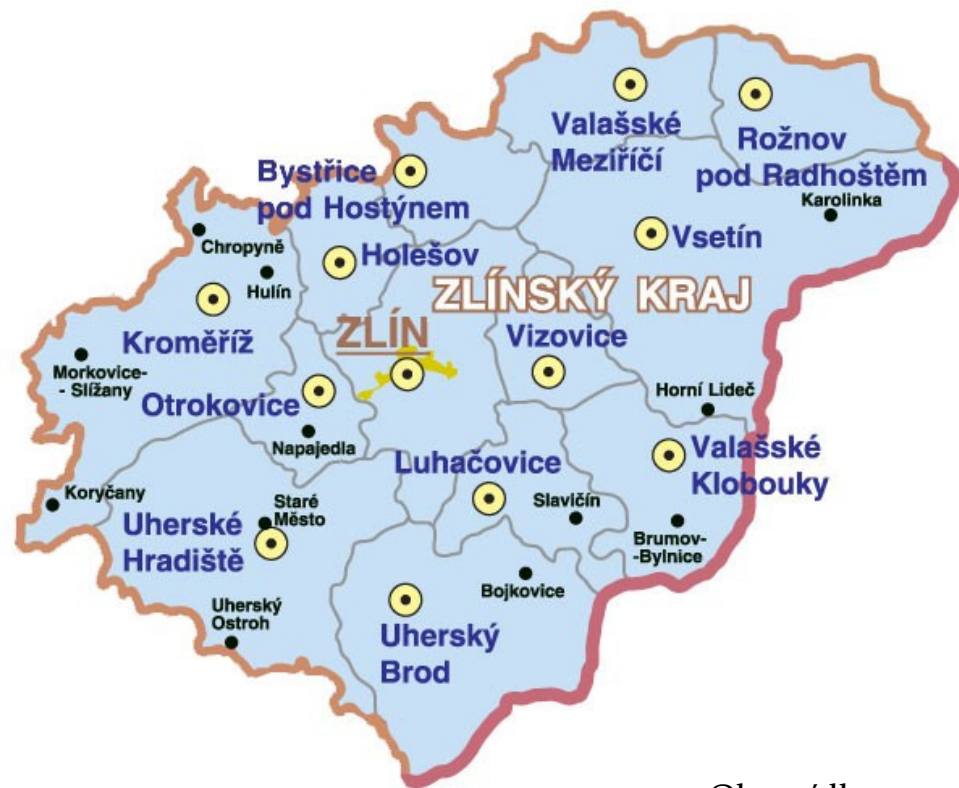 Valašské
Meziříčí
Rožnov
pod Radhoštěm
Karolinka
Bystřice
pod Hostýnem
Chropyně
Holešov
Vsetín
Hulín
ZLÍNSKÝ KRAJ
Kroměříž
ZLÍN
Vizovice
Morkovice-
- Slížany
Otrokovice
Horní Lideč
Napajedla
Valašské
Klobouky
Luhačovice
Koryčany
Staré
Město
Slavičín
Uherské
Hradiště
Brumov-
-Bylnice
Bojkovice
Uherský
Ostroh
Uherský
Brod